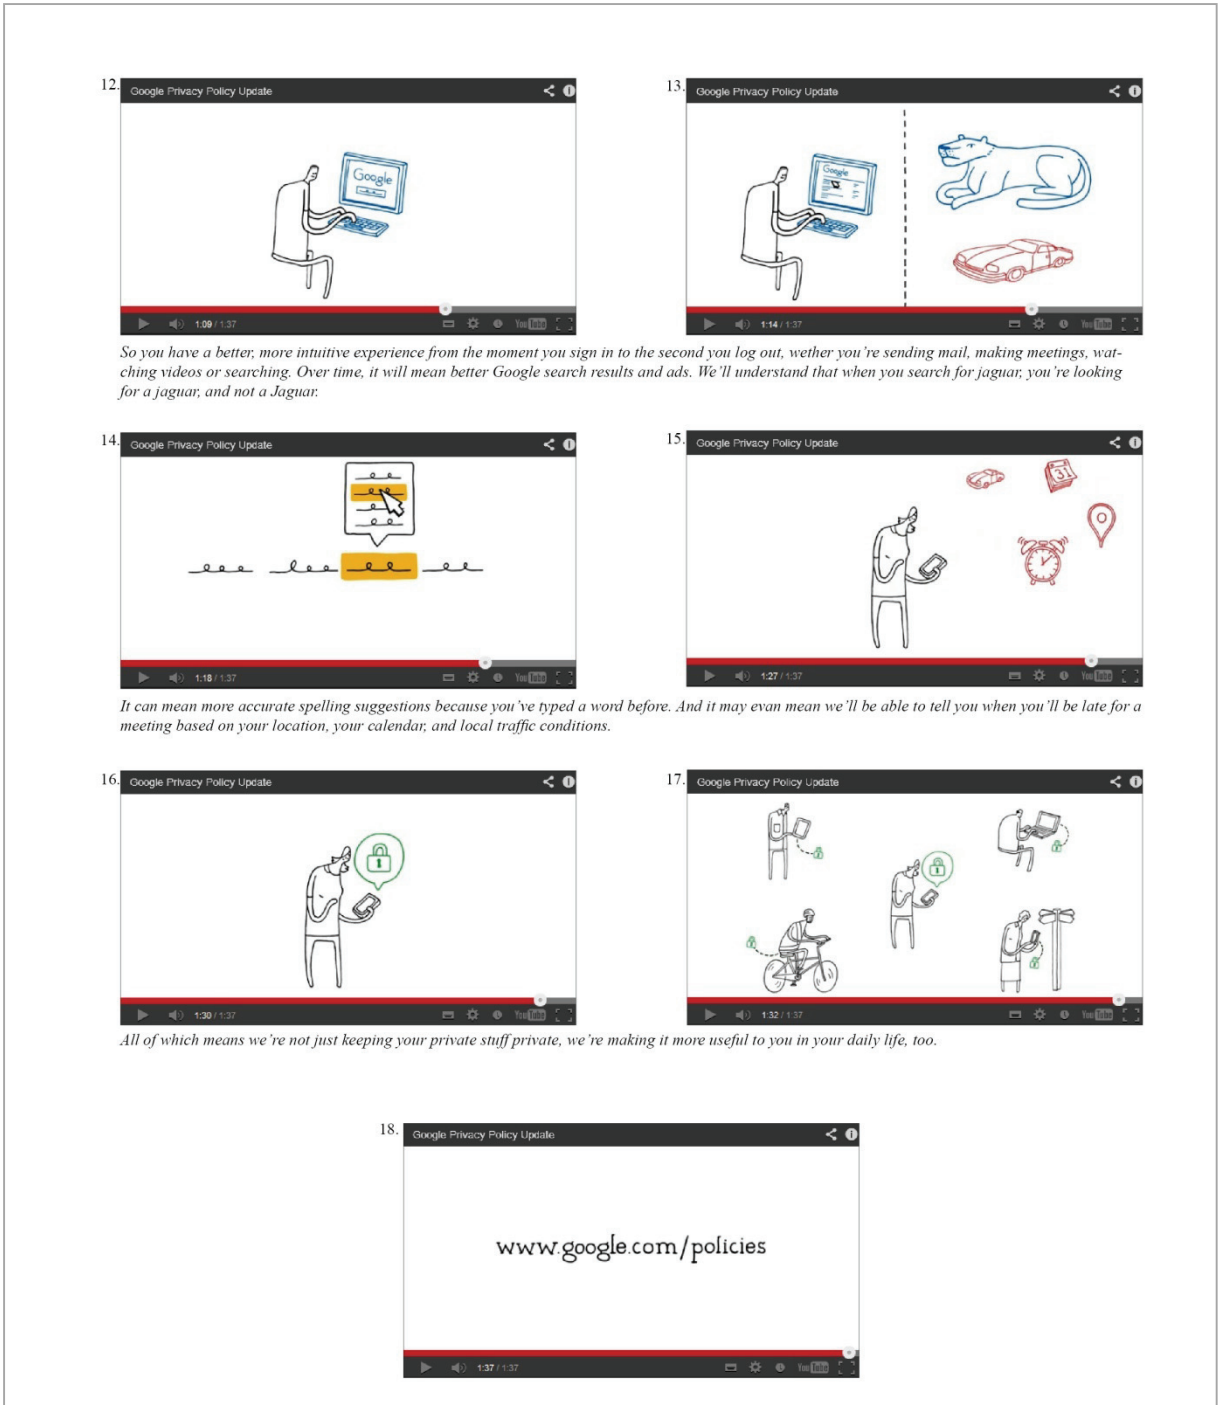 12.
Google Privacy Policy Update
Google
1:09 / 1:37
YouTube
13.
Google Privacy Policy Update
Google
1:14 / 1:37
YouTube
So you have a better, more intuitive experience from the moment you sign in to the second you log out, wether you're sending mail, making meetings, wat-
ching videos or searching. Over time, it will mean better Google search results and ads. We'll understand that when you search for jaguar, you're looking
for a jaguar, and not a Jaguar.
14.
Google Privacy Policy Update
1:18 / 1:37
YouTube
15.
Google Privacy Policy Update
31
1:27 / 1:37
YouTube
It can mean more accurate spelling suggestions because you've typed a word before. And it may evan mean we'll be able to tell you when you'll be late for a
meeting based on your location, your calendar, and local traffic conditions.
16.
Google Privacy Policy Update
1:30 / 1:37
YouTube
17.
Google Privacy Policy Update
1:32 / 1:37
YouTube
All of which means we're not just keeping your private stuff private, we're making it more useful to you in your daily life, too.
18.
Google Privacy Policy Update
www.google.com/policies
1:37 / 1:37
YouTube